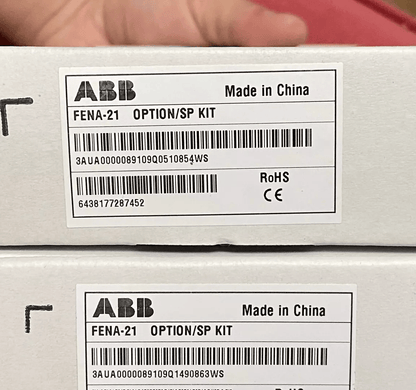 ABB Made in China
FENA-21 OPTION/SP KIT
3AUA0000089109Q0510854WS
RoHS
CE
6438177287452
ABB Made in China
FENA-21 OPTION/SP KIT
3AUA0000089109Q1490863WS
RoHS